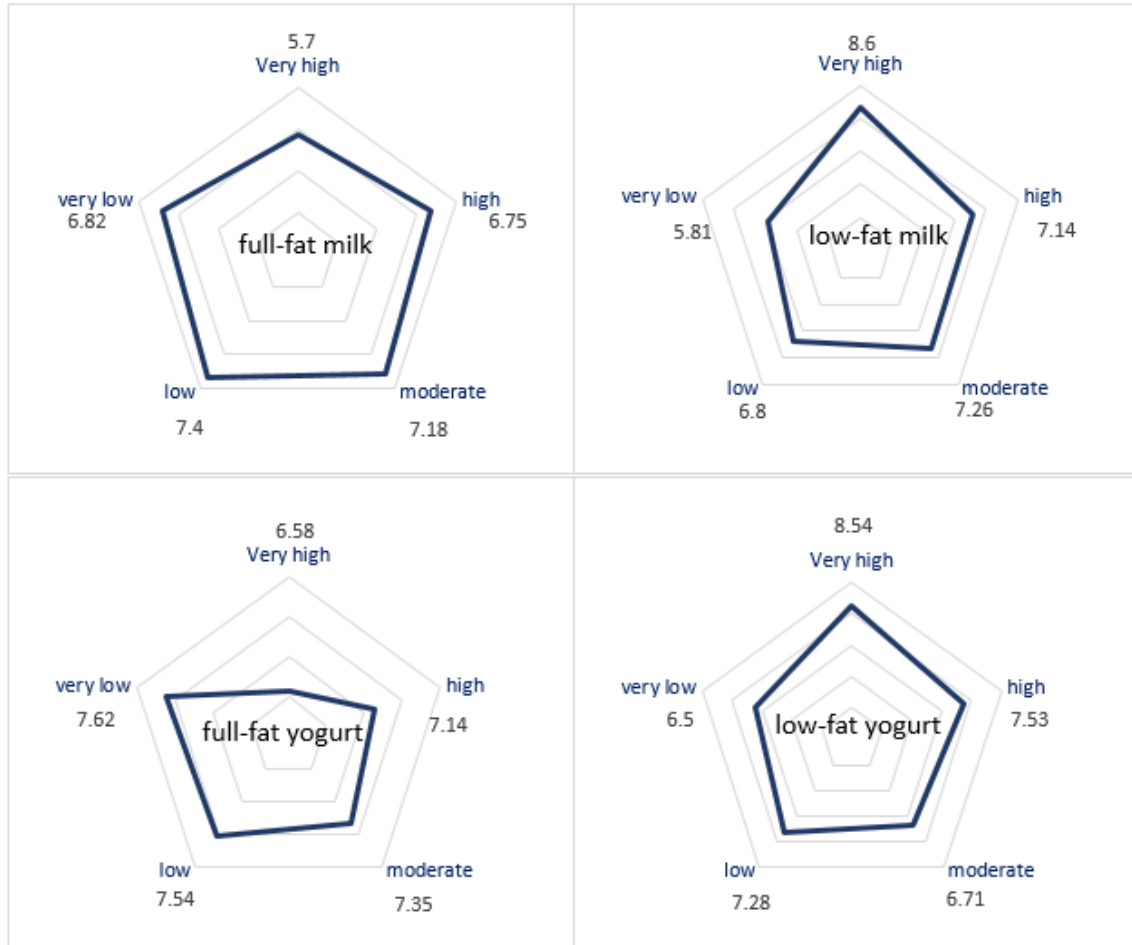 5.7
Very high
very low
6.82
high
6.75
full-fat milk
low
7.4
moderate
7.18
8.6
Very high
very low
5.81
high
7.14
low-fat milk
low
6.8
moderate
7.26
6.58
Very high
very low
7.62
high
7.14
full-fat yogurt
low
7.54
moderate
7.35
8.54
Very high
very low
6.5
high
7.53
low-fat yogurt
low
7.28
moderate
6.71